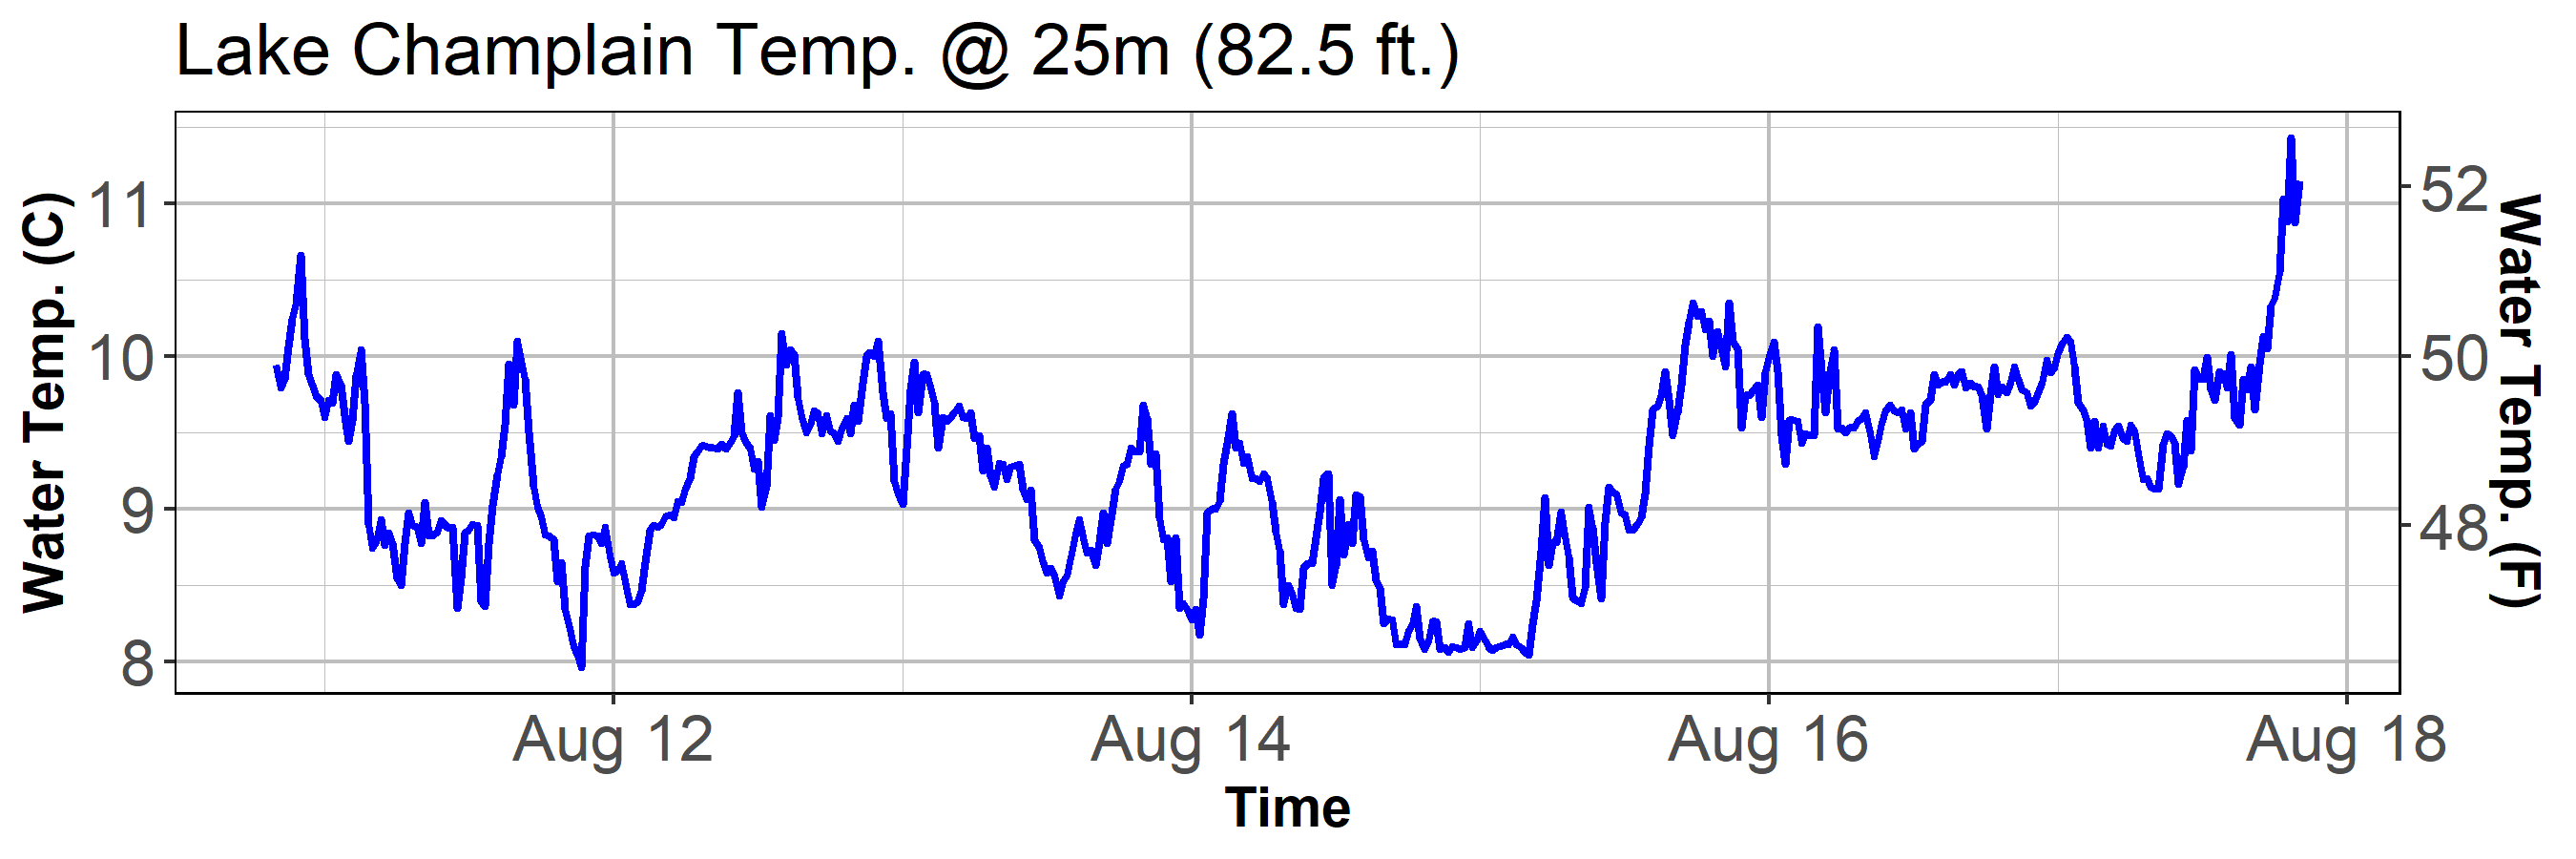 Lake Champlain Temp. @ 25m (82.5 ft.)
Water Temp. (C)
11
10
9
8
52
50
48
Water Temp. (F)
Aug 12 Aug 14 Aug 16 Aug 18
Time